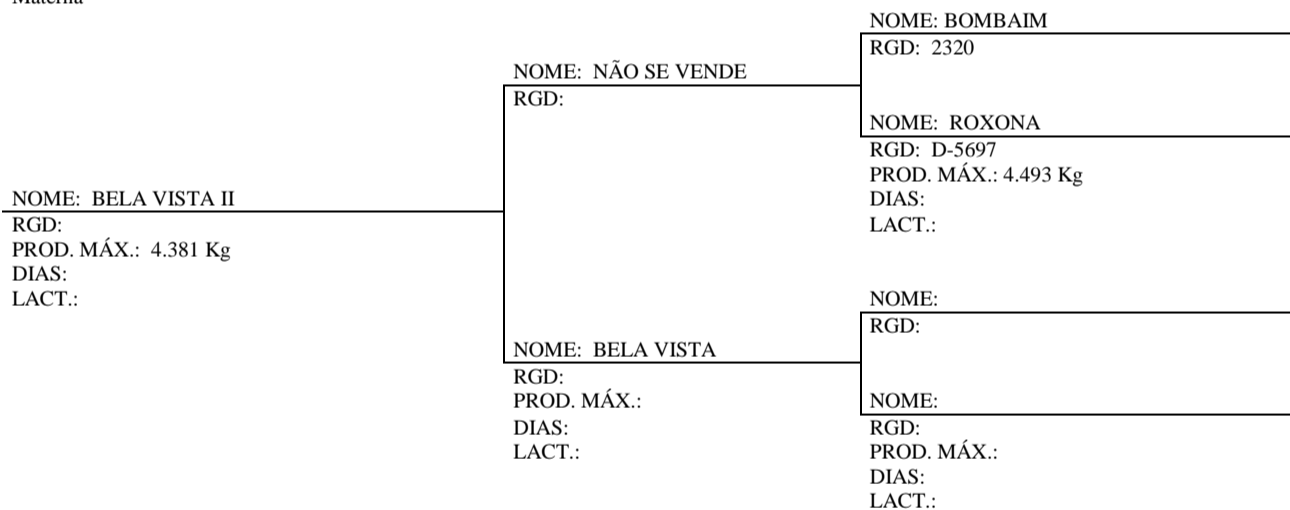 Materna
NOME: BELA VISTA II
RGD:
PROD. MÁX.: 4.381 Kg
DIAS:
LACT.:
NOME: NÃO SE VENDE
RGD:
NOME: BELA VISTA
RGD:
PROD. MÁX.:
DIAS:
LACT.:
NOME: BOMBAIM
RGD: 2320
NOME: ROXONA
RGD: D-5697
PROD. MÁX.: 4.493 Kg
DIAS:
LACT.:
NOME:
RGD:
NOME:
RGD:
PROD. MÁX.:
DIAS:
LACT.: